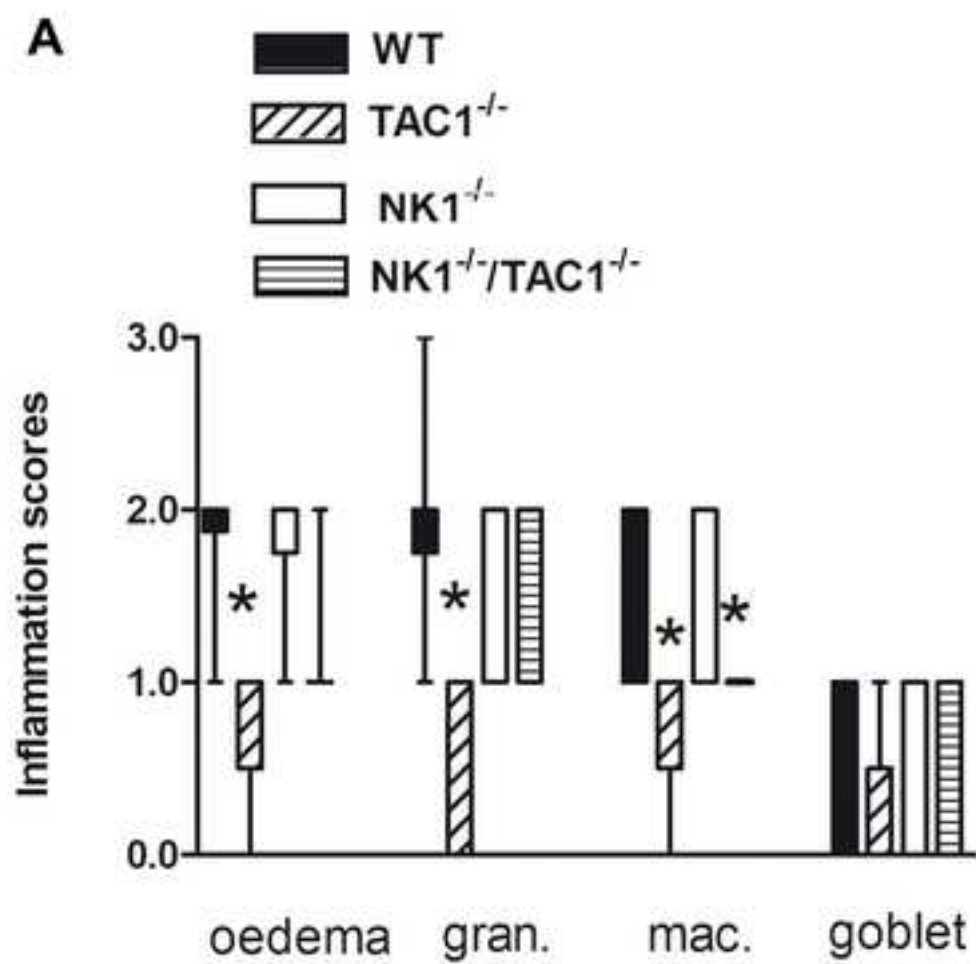 A
WT
TAC1-/-
NK1-/-
NK1-/-/TAC1-/-
Inflammation scores
3.0
2.0
*
*
*
*
1.0
0.0
oedema gran. mac. goblet